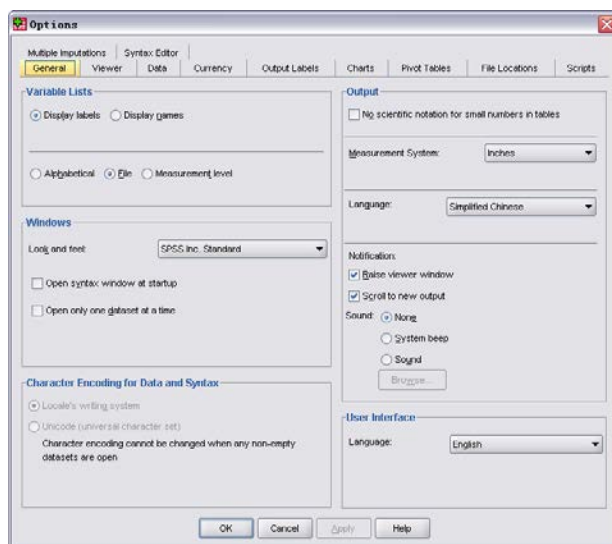 Options
Multiple Imputations
Syntax Editor
General
Viewer
Data
Currency
Output Labels
Charts
Pivot Tables
File Locations
Scripts
Variable Lists
Display labels
Display names
Alphabetical
File
Measurement level
Windows
Look and feel:
SPSS Inc. Standard
Open syntax window at startup
Open only one dataset at a time
Character Encoding for Data and Syntax
Locale's writing system
Unicode (universal character set)
Character encoding cannot be changed when any non-empty
datasets are open
Output
No scientific notation for small numbers in tables
Measurement System:
Inches
Language:
Simplified Chinese
Notification:
Raise viewer window
Scroll to new output
Sound:
None
System beep
Sound
Browse...
User Interface
Language:
English
OK
Cancel
Apply
Help